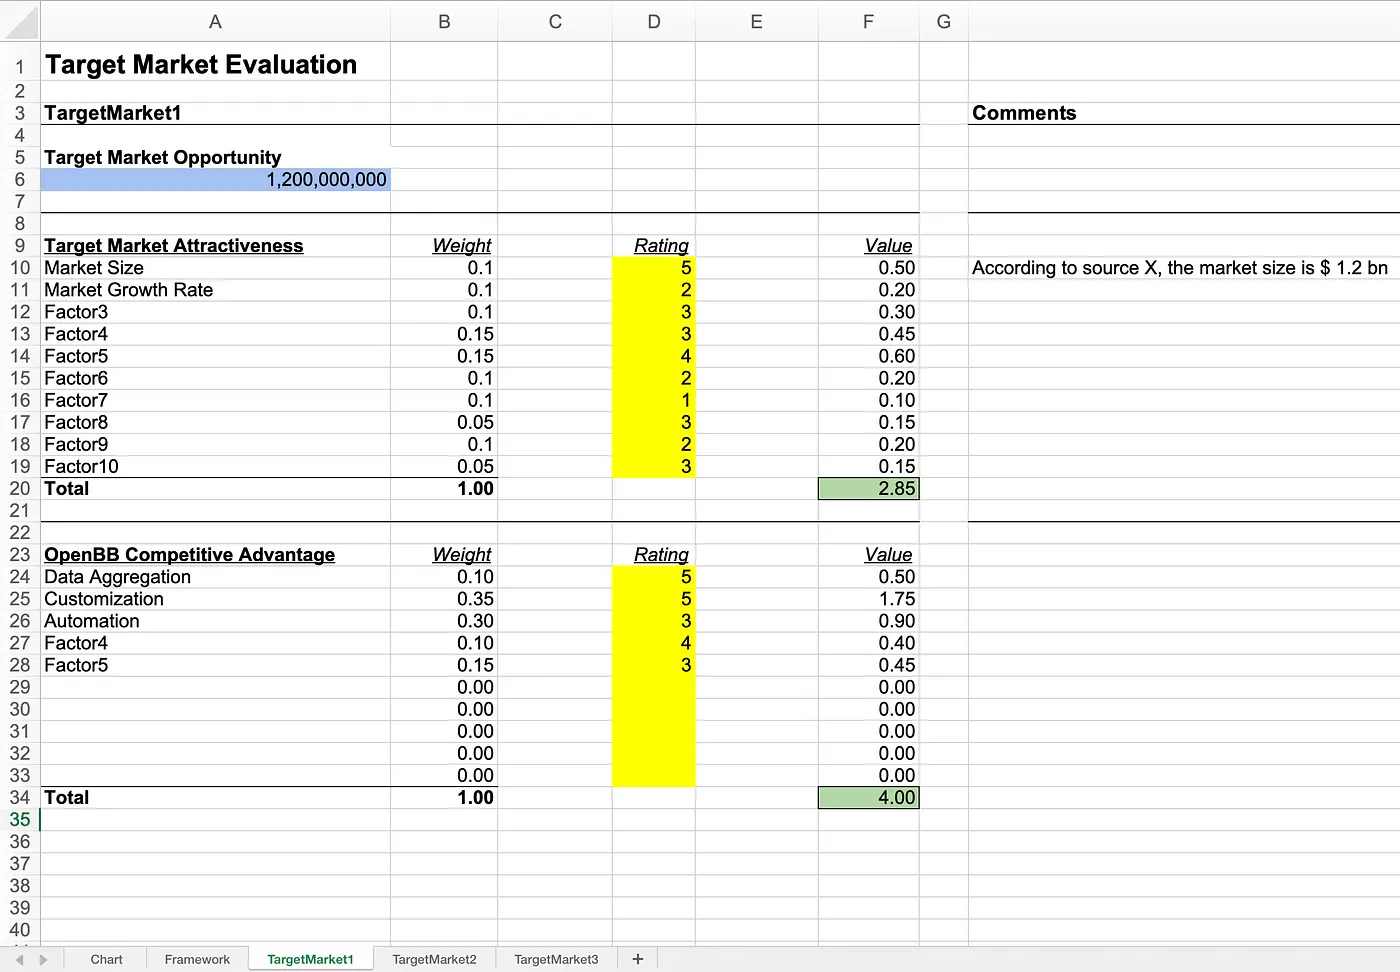 A B C D E F G
1 Target Market Evaluation
2
3 TargetMarket1 Comments
4
5 Target Market Opportunity
6 1,200,000,000
7
8
9 Target Market Attractiveness Weight Rating Value
10 Market Size 0.1 5 0.50 According to source X, the market size is $ 1.2 bn
11 Market Growth Rate 0.1 2 0.20
12 Factor3 0.1 3 0.30
13 Factor4 0.15 3 0.45
14 Factor5 0.15 4 0.60
15 Factor6 0.1 2 0.20
16 Factor7 0.1 1 0.10
17 Factor8 0.05 3 0.15
18 Factor9 0.1 2 0.20
19 Factor10 0.05 3 0.15
20 Total 1.00 2.85
21
22
23 OpenBB Competitive Advantage Weight Rating Value
24 Data Aggregation 0.10 5 0.50
25 Customization 0.35 5 1.75
26 Automation 0.30 3 0.90
27 Factor4 0.10 4 0.40
28 Factor5 0.15 3 0.45
29 0.00 0.00
30 0.00 0.00
31 0.00 0.00
32 0.00 0.00
33 0.00 0.00
34 Total 1.00 4.00
35
36
37
38
39
40
Chart Framework TargetMarket1 TargetMarket2 TargetMarket3 +